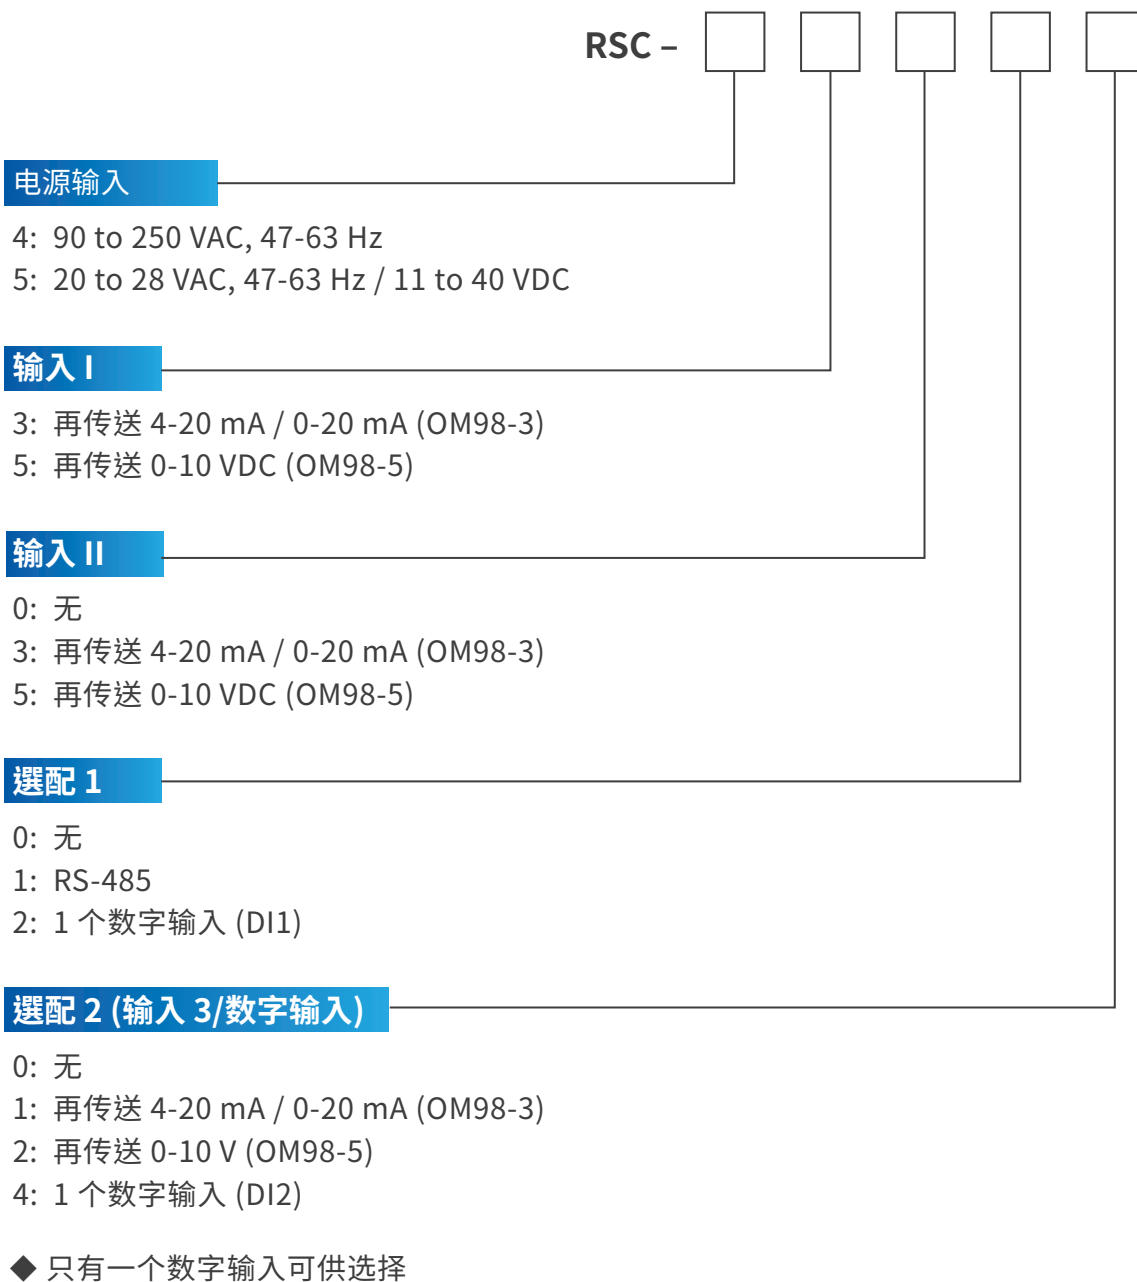 RSC –
电源输入
4: 90 to 250 VAC, 47-63 Hz
5: 20 to 28 VAC, 47-63 Hz / 11 to 40 VDC
输入 I
3: 再传送 4-20 mA / 0-20 mA (OM98-3)
5: 再传送 0-10 VDC (OM98-5)
输入 II
0: 无
3: 再传送 4-20 mA / 0-20 mA (OM98-3)
5: 再传送 0-10 VDC (OM98-5)
選配 1
0: 无
1: RS-485
2: 1 个数字输入 (DI1)
選配 2 (输入 3/数字输入)
0: 无
1: 再传送 4-20 mA / 0-20 mA (OM98-3)
2: 再传送 0-10 V (OM98-5)
4: 1 个数字输入 (DI2)
◆ 只有一个数字输入可供选择